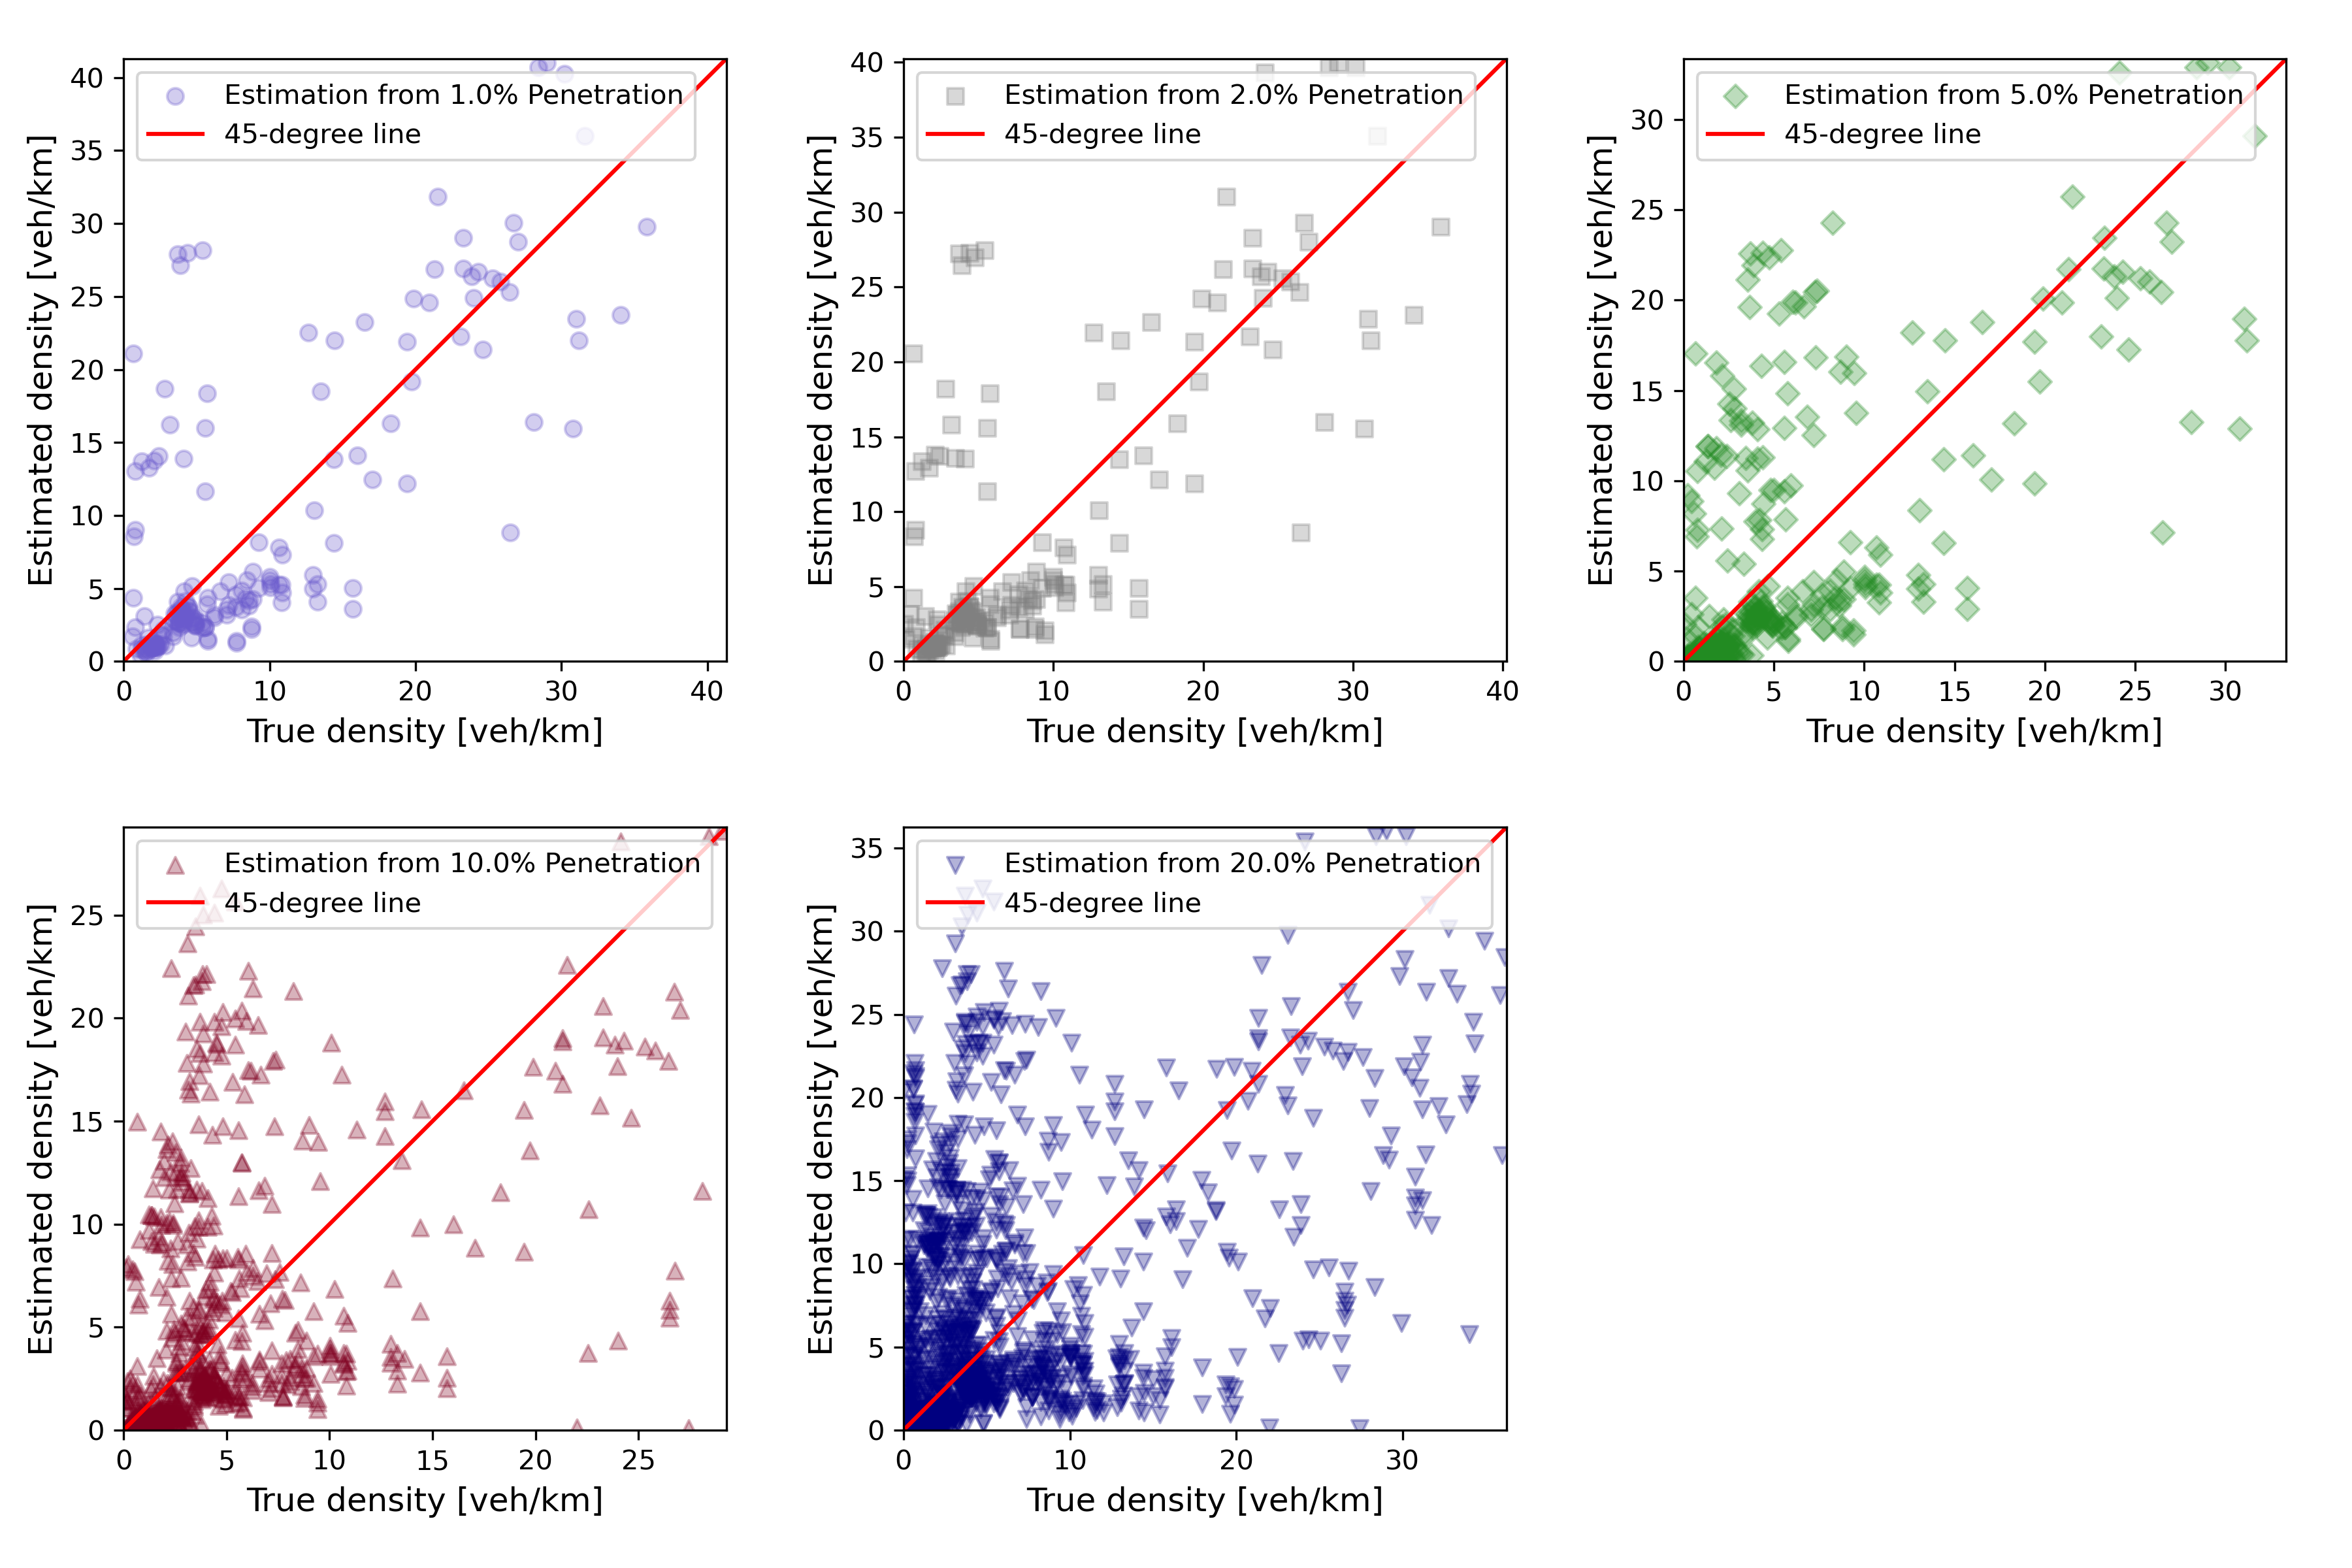 Estimated density [veh/km]
40
35
30
25
20
15
10
5
0
Estimation from 1.0% Penetration
45-degree line
0 10 20 30 40
True density [veh/km]
Estimated density [veh/km]
40
35
30
25
20
15
10
5
0
Estimation from 2.0% Penetration
45-degree line
0 10 20 30 40
True density [veh/km]
Estimated density [veh/km]
30
25
20
15
10
5
0
Estimation from 5.0% Penetration
45-degree line
0 5 10 15 20 25 30
True density [veh/km]
Estimated density [veh/km]
25
20
15
10
5
0
Estimation from 10.0% Penetration
45-degree line
0 5 10 15 20 25
True density [veh/km]
Estimated density [veh/km]
35
30
25
20
15
10
5
0
Estimation from 20.0% Penetration
45-degree line
0 10 20 30
True density [veh/km]